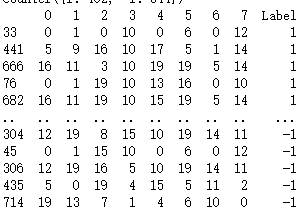 Counter({1:
0 1 2 3 4 5 6 7 Label
33 0 1 0 10 0 6 0 12 1
441 5 9 16 10 17 5 1 14 1
666 16 11 3 10 19 19 5 14 1
76 0 1 19 10 13 16 0 10 1
682 16 11 19 10 15 19 5 14 1
.. .. .. .. .. .. .. .. .. ...
304 12 19 8 15 10 19 14 11 -1
45 0 1 15 10 0 6 0 12 -1
306 12 19 16 5 10 19 14 11 -1
435 5 0 19 4 15 5 11 2 -1
714 19 13 7 1 4 6 10 0 -1